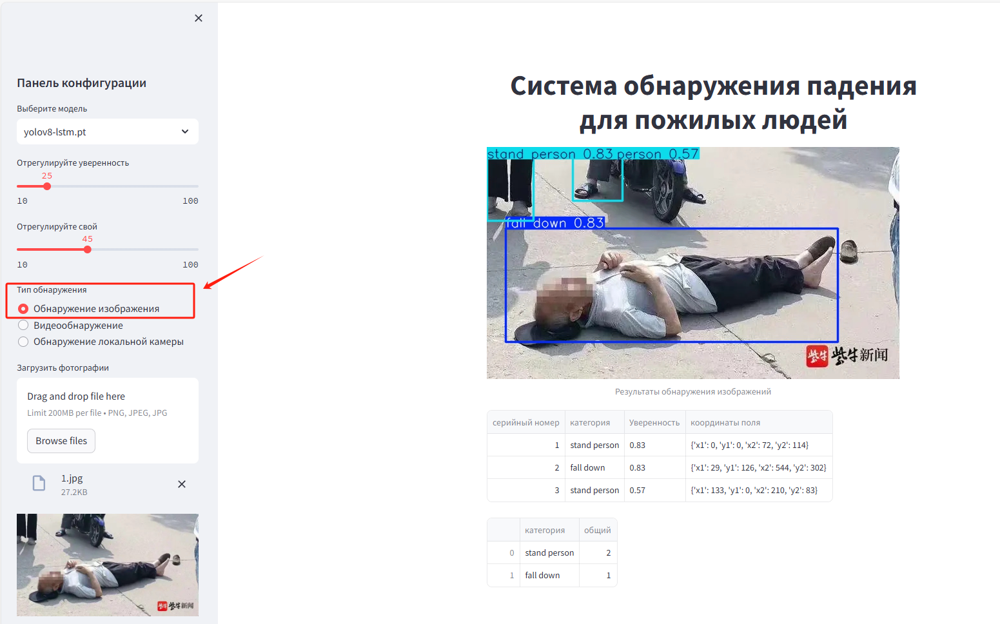 Панель конфигурации
Выберите модель
yolov8-lstm.pt
Отрегулируйте уверенность
25
10 100
Отрегулируйте свой
45
10 100
Тип обнаружения
Обнаружение изображения
Видеообнаружение
Обнаружение локальной камеры
Загрузить фотографии
Drag and drop file here
Limit 200MB per file • PNG, JPEG, JPG
Browse files
1.jpg
27.2KB
紫牛 紫牛新闻
Система обнаружения падения
для пожилых людей
stand person 0.83 person 0.57
fall down 0.83
紫牛 紫牛新闻
Результаты обнаружения изображений
серийный номер категория Уверенность координаты поля
1 stand person 0.83 {'x1': 0, 'y1': 0, 'x2': 72, 'y2': 114}
2 fall down 0.83 {'x1': 29, 'y1': 126, 'x2': 544, 'y2': 302}
3 stand person 0.57 {'x1': 133, 'y1': 0, 'x2': 210, 'y2': 83}
категория общий
0 stand person 2
1 fall down 1